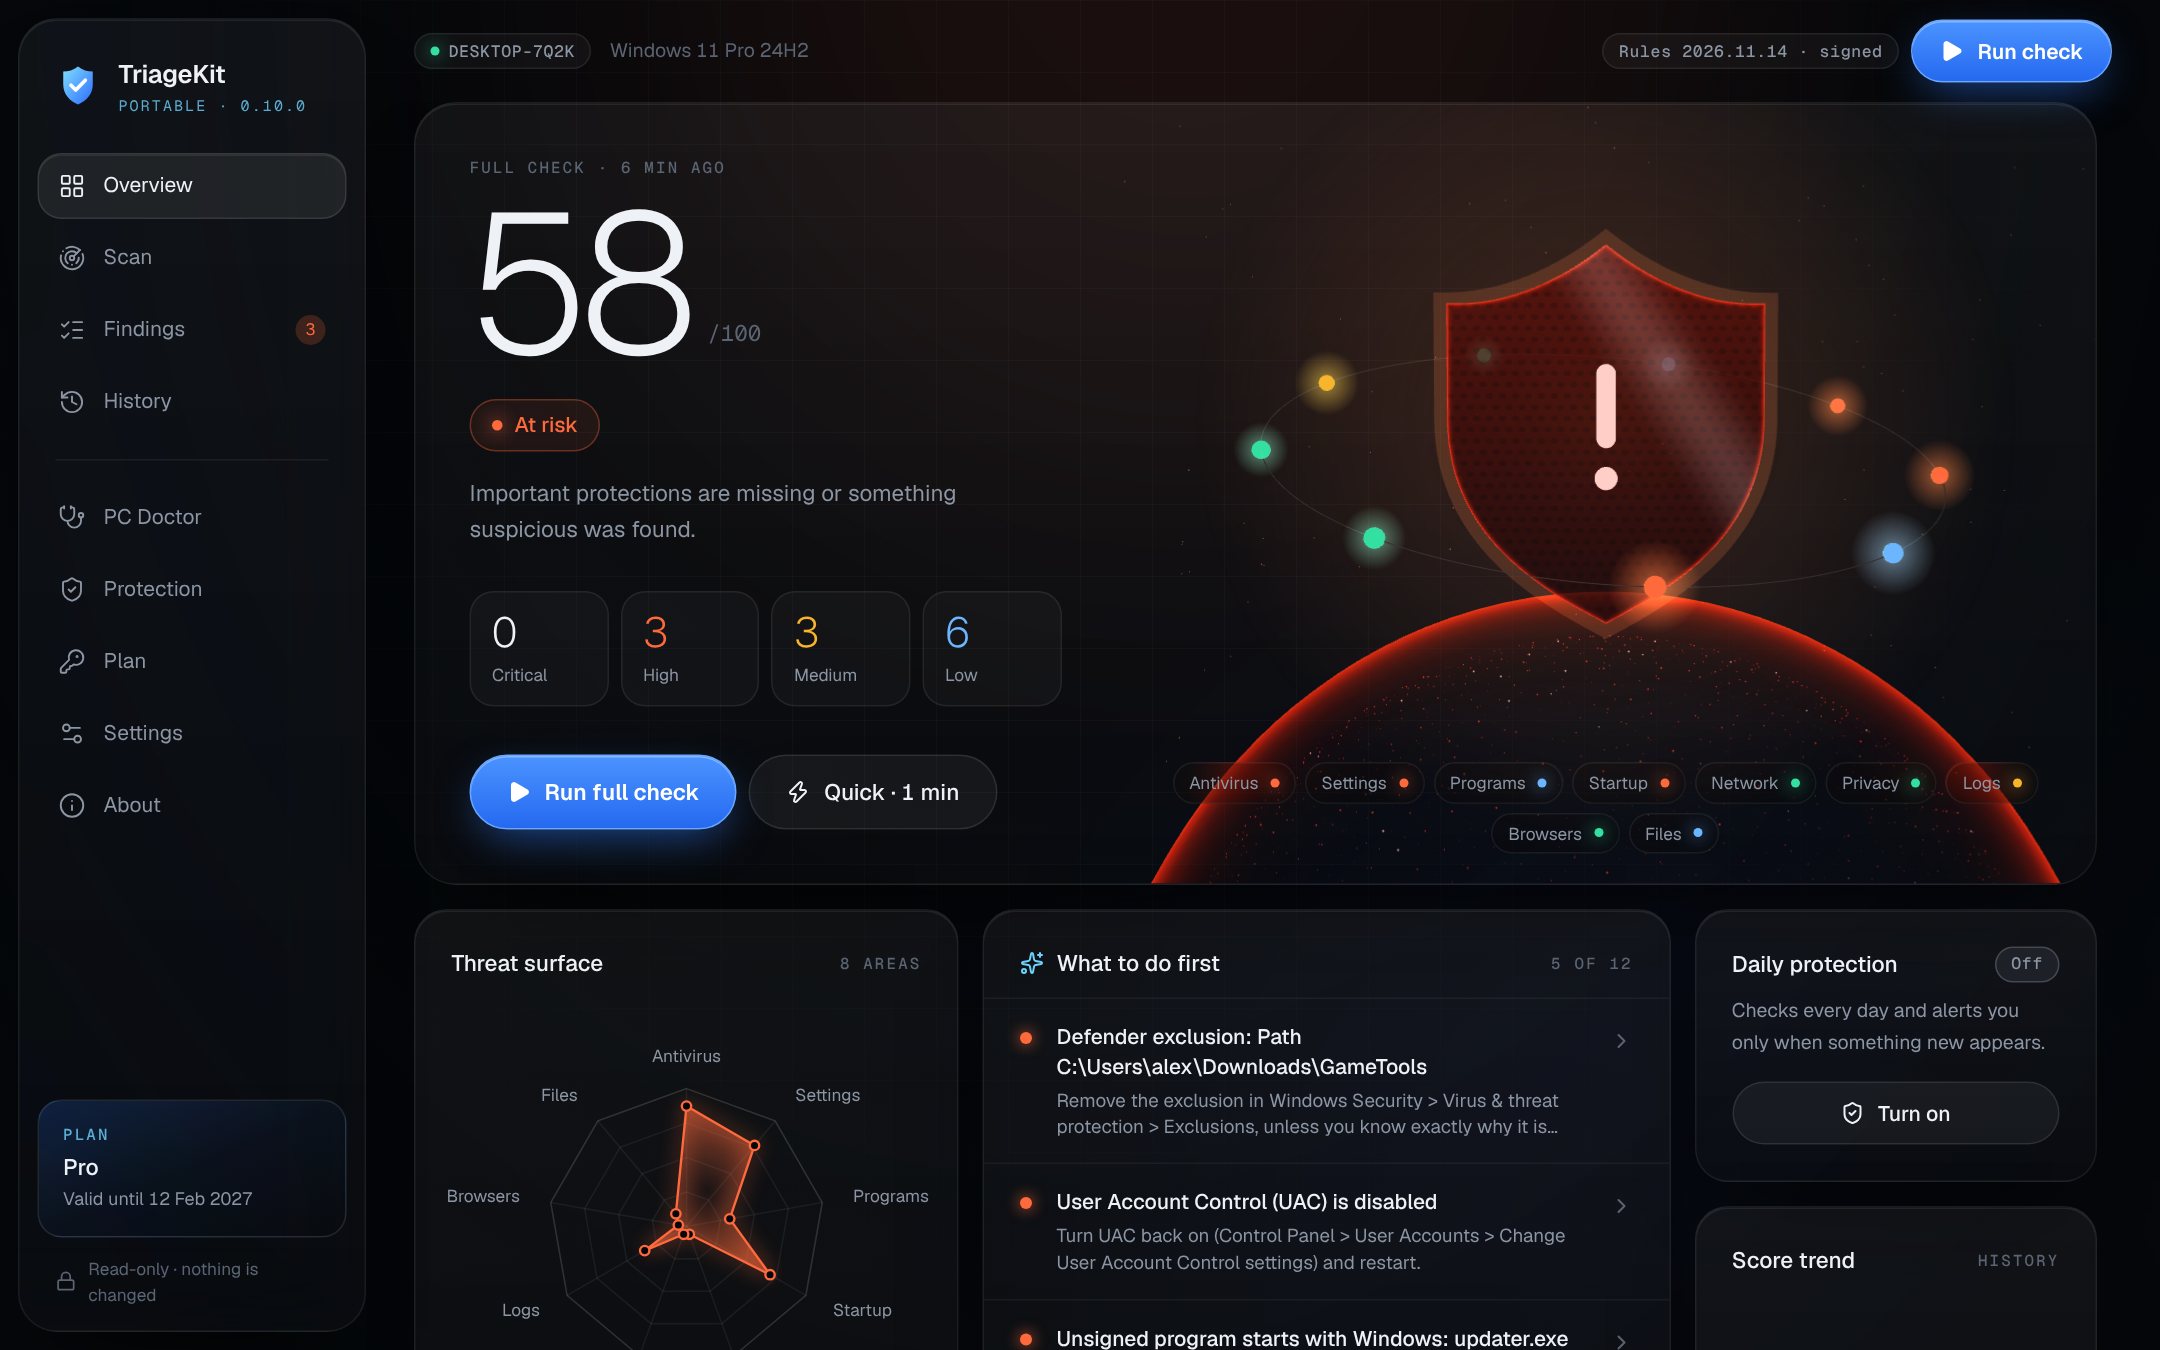 TriageKit
PORTABLE · 0.10.0
Overview
Scan
Findings
3
History
PC Doctor
Protection
Plan
Settings
About
PLAN
Pro
Valid until 12 Feb 2027
Read-only · nothing is
changed
DESKTOP-7Q2K
Windows 11 Pro 24H2
Rules 2026.11.14 · signed
Run check
FULL CHECK · 6 MIN AGO
58 /100
At risk
Important protections are missing or something
suspicious was found.
0
Critical
3
High
3
Medium
6
Low
Run full check
Quick · 1 min
Antivirus
Settings
Programs
Startup
Network
Privacy
Logs
Browsers
Files
Threat surface
8 AREAS
Antivirus
Files
Settings
Browsers
Programs
Logs
Startup
What to do first
5 OF 12
Defender exclusion: Path
C:\Users\alex\Downloads\GameTools
Remove the exclusion in Windows Security > Virus & threat
protection > Exclusions, unless you know exactly why it is…
User Account Control (UAC) is disabled
Turn UAC back on (Control Panel > User Accounts > Change
User Account Control settings) and restart.
Unsigned program starts with Windows: updater.exe
Daily protection
Off
Checks every day and alerts you
only when something new appears.
Turn on
Score trend
HISTORY